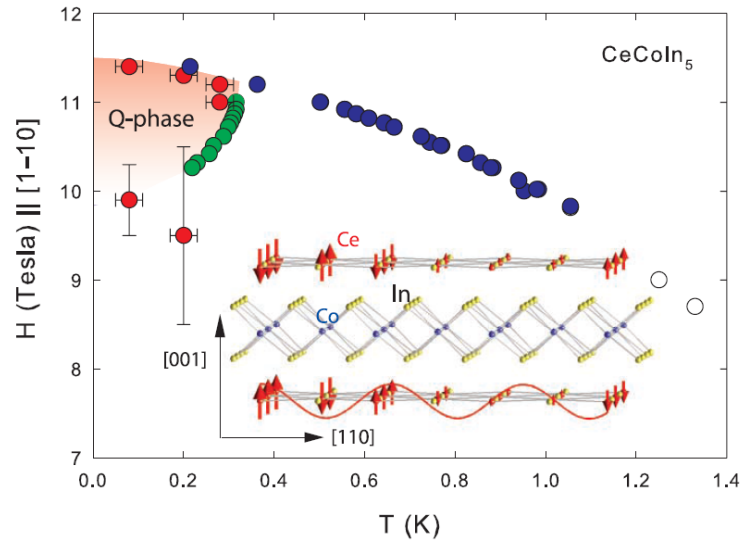 12
11
10
9
8
7
H (Tesla) || [1−10]
CeCoIn5
Q-phase
Ce
In
Co
[001]
[110]
0.0 0.2 0.4 0.6 0.8 1.0 1.2 1.4
T (K)